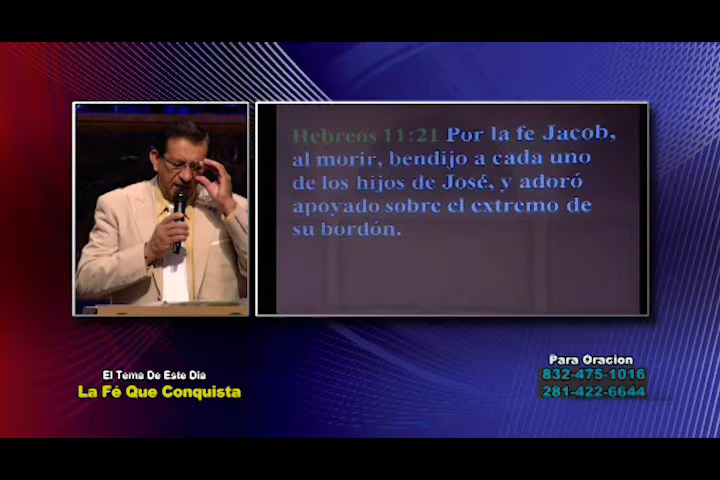 Hebreos 11:21 Por la fe Jacob,
al morir, bendijo a cada uno
de los hijos de José, y adoró
apoyado sobre el extremo de
su bordón.
El Tema De Este Dia
La Fé Que Conquista
Para Oracion
832-475-1016
281-422-6644